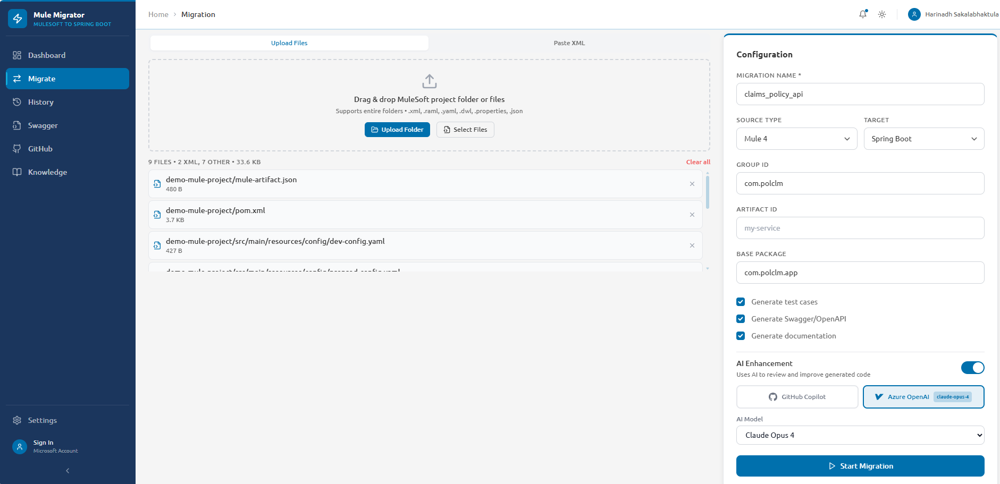 Mule Migrator
MULESOFT TO SPRING BOOT
Dashboard
Migrate
History
Swagger
GitHub
Knowledge
Settings
Sign In
Microsoft Account
Home › Migration
Harinadh Sakalabhaktula
Upload Files
Paste XML
Drag & drop MuleSoft project folder or files
Supports entire folders • .xml, .raml, .yaml, .dwl, .properties, .json
Upload Folder
Select Files
9 FILES • 2 XML, 7 OTHER • 33.6 KB
Clear all
demo-mule-project/mule-artifact.json
480 B
demo-mule-project/pom.xml
3.7 KB
demo-mule-project/src/main/resources/config/dev-config.yaml
427 B
Configuration
MIGRATION NAME *
claims_policy_api
SOURCE TYPE
TARGET
Mule 4
Spring Boot
GROUP ID
com.polclm
ARTIFACT ID
my-service
BASE PACKAGE
com.polclm.app
Generate test cases
Generate Swagger/OpenAPI
Generate documentation
AI Enhancement
Uses AI to review and improve generated code
GitHub Copilot
Azure OpenAI claude-opus-4
AI Model
Claude Opus 4
Start Migration